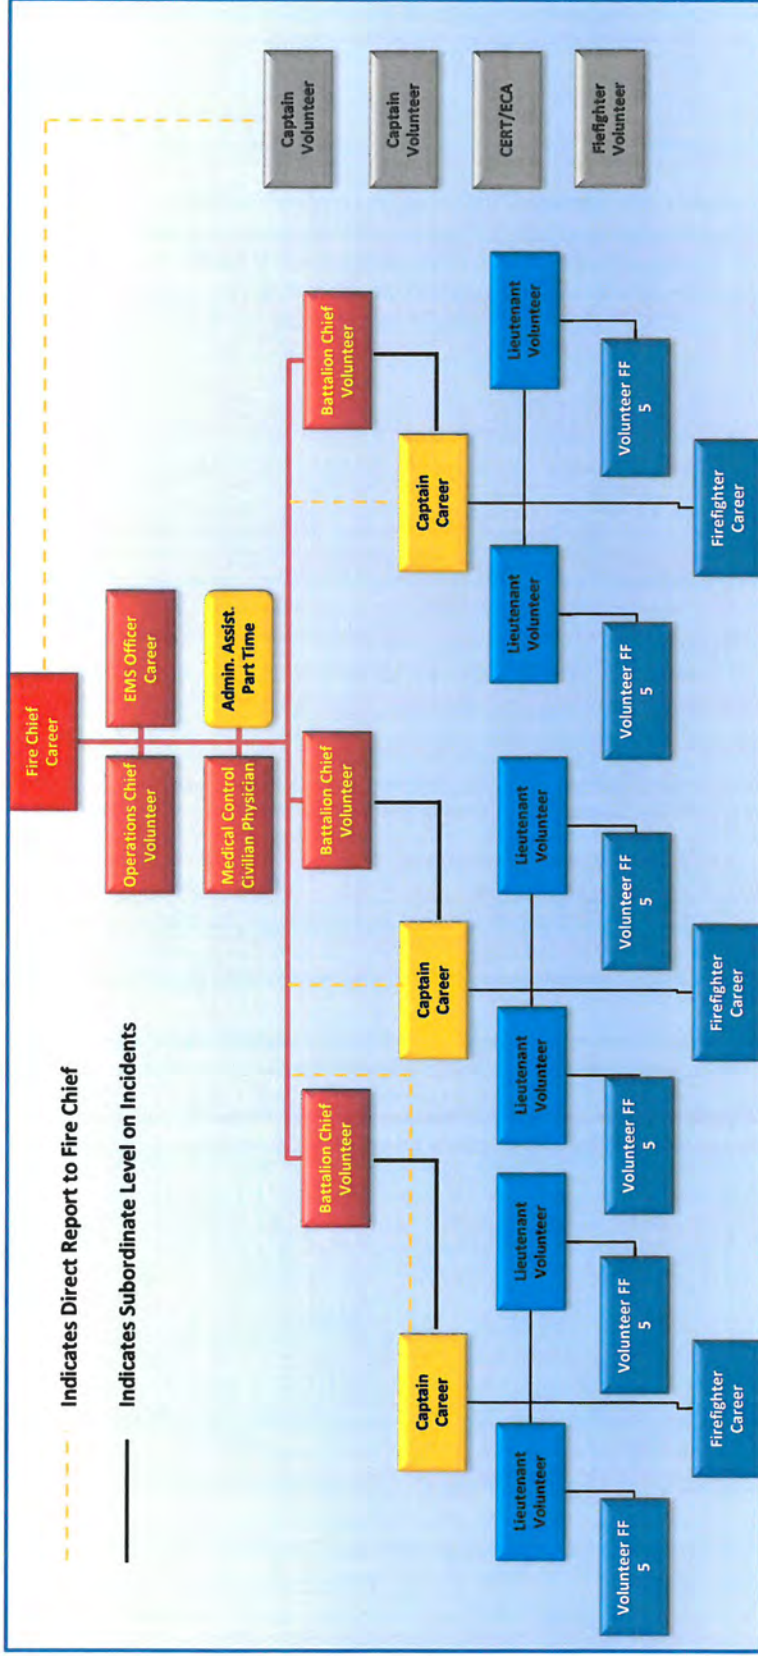 Fire Chief
Career
Indicates Direct Report to Fire Chief
Indicates Subordinate Level on Incidents
Operations Chief
Volunteer
EMS Officer
Career
Medical Control
Civilian Physician
Admin. Assist.
Part Time
Battalion Chief
Volunteer
Battalion Chief
Volunteer
Battalion Chief
Volunteer
Captain
Volunteer
Captain
Volunteer
CERT/ECA
Fiefighter
Volunteer
Captain
Career
Captain
Career
Captain
Career
Lieutenant
Volunteer
Lieutenant
Volunteer
Lieutenant
Volunteer
Lieutenant
Volunteer
Lieutenant
Volunteer
Lieutenant
Volunteer
Volunteer FF
5
Volunteer FF
5
Volunteer FF
5
Volunteer FF
5
Volunteer FF
5
Volunteer FF
5
Firefighter
Career
Firefighter
Career
Firefighter
Career